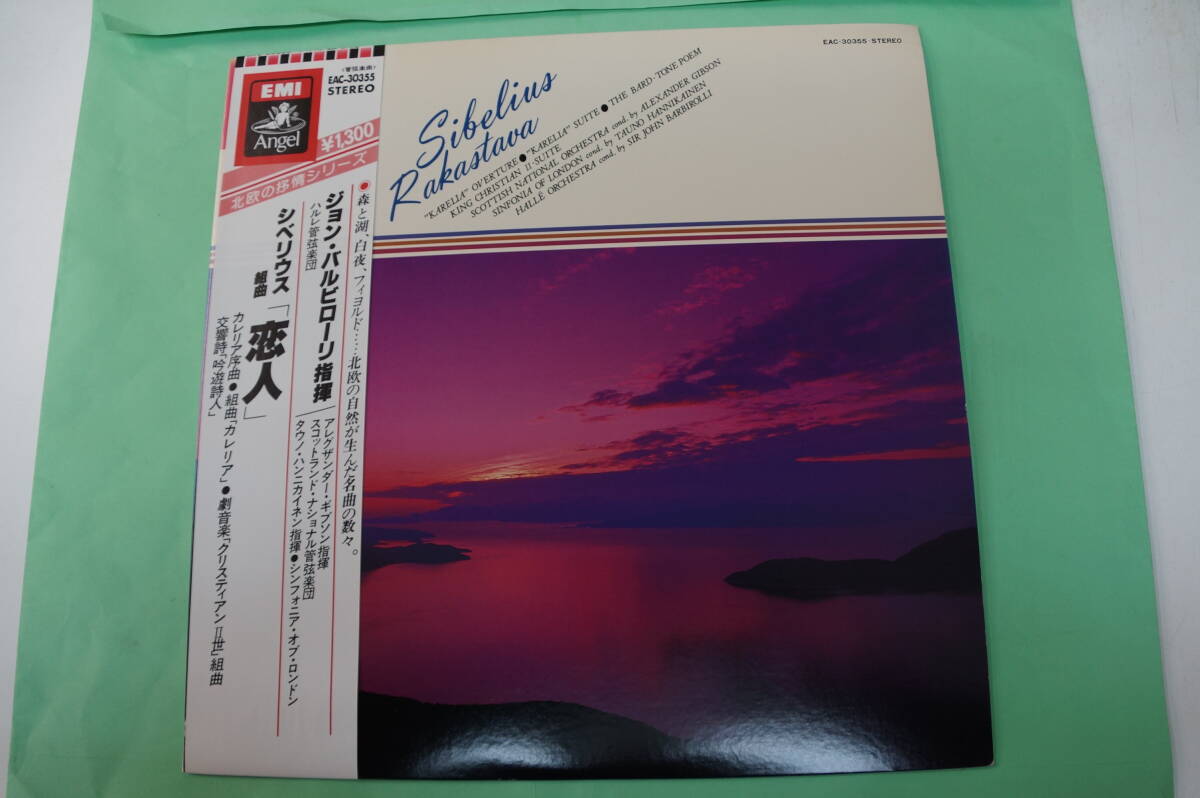 (管弦楽曲)
EAC-30355
STEREO
EMI
Angel
¥1,300
北欧の抒情シリーズ
●森と湖、白夜、フィヨルド……北欧の自然が生んだ名曲の数々。
ジョン・バルビローリ指揮
ハルレ管弦楽団
アレグザンダー・ギブソン指揮
スコットランド・ナショナル管弦楽団
タウノ・ハンニカイネン指揮●シンフォニア・オブ・ロンドン
シベリウス
組曲「恋人」
カレリア序曲●組曲「カレリア」●劇音楽「クリスティアンⅡ世」組曲
交響詩「吟遊詩人」
EAC-30355 STEREO
Sibelius
Rakastava
"KARELIA" OVERTURE ● "KARELIA" SUITE ● THE BARD-TONE POEM
KING CHRISTIAN II-SUITE
SCOTTISH NATIONAL ORCHESTRA cond. by ALEXANDER GIBSON
SINFONIA OF LONDON cond. by TAUNO HANNIKAINEN
HALLÉ ORCHESTRA cond. by SIR JOHN BARBIROLLI